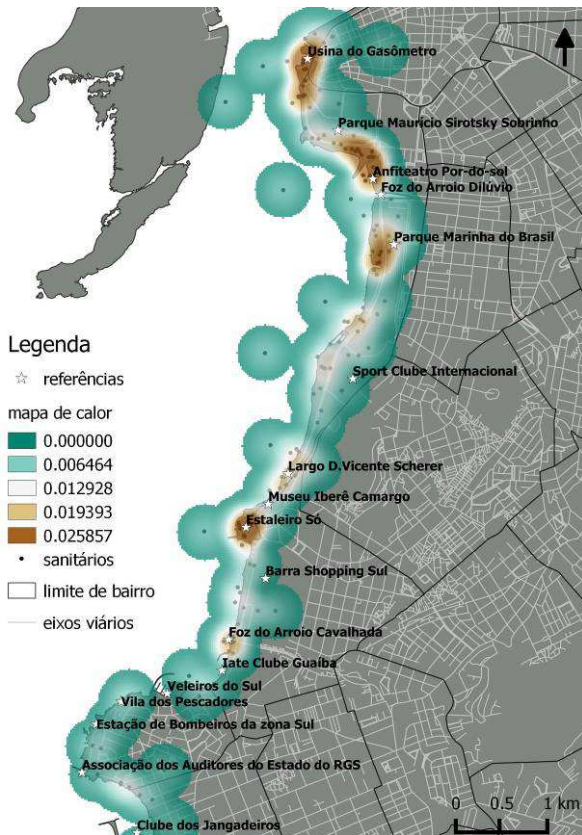 Usina do Gasômetro
Parque Maurício Sirotsky Sobrinho
Anfiteatro Por-do-sol
Foz do Arroio Dilúvio
Parque Marinha do Brasil
Sport Clube Internacional
Largo D.Vicente Scherer
Museu Iberê Camargo
Estaleiro Só
Barra Shopping Sul
Foz do Arroio Cavalhada
Iate Clube Guaíba
Veleiros do Sul
Vila dos Pescadores
Estação de Bombeiros da zona Sul
Associação dos Auditores do Estado do RGS
Clube dos Jangadeiros
Legenda
referências
mapa de calor
0.000000
0.006464
0.012928
0.019393
0.025857
sanitários
limite de bairro
eixos viários
0 0.5 1 km